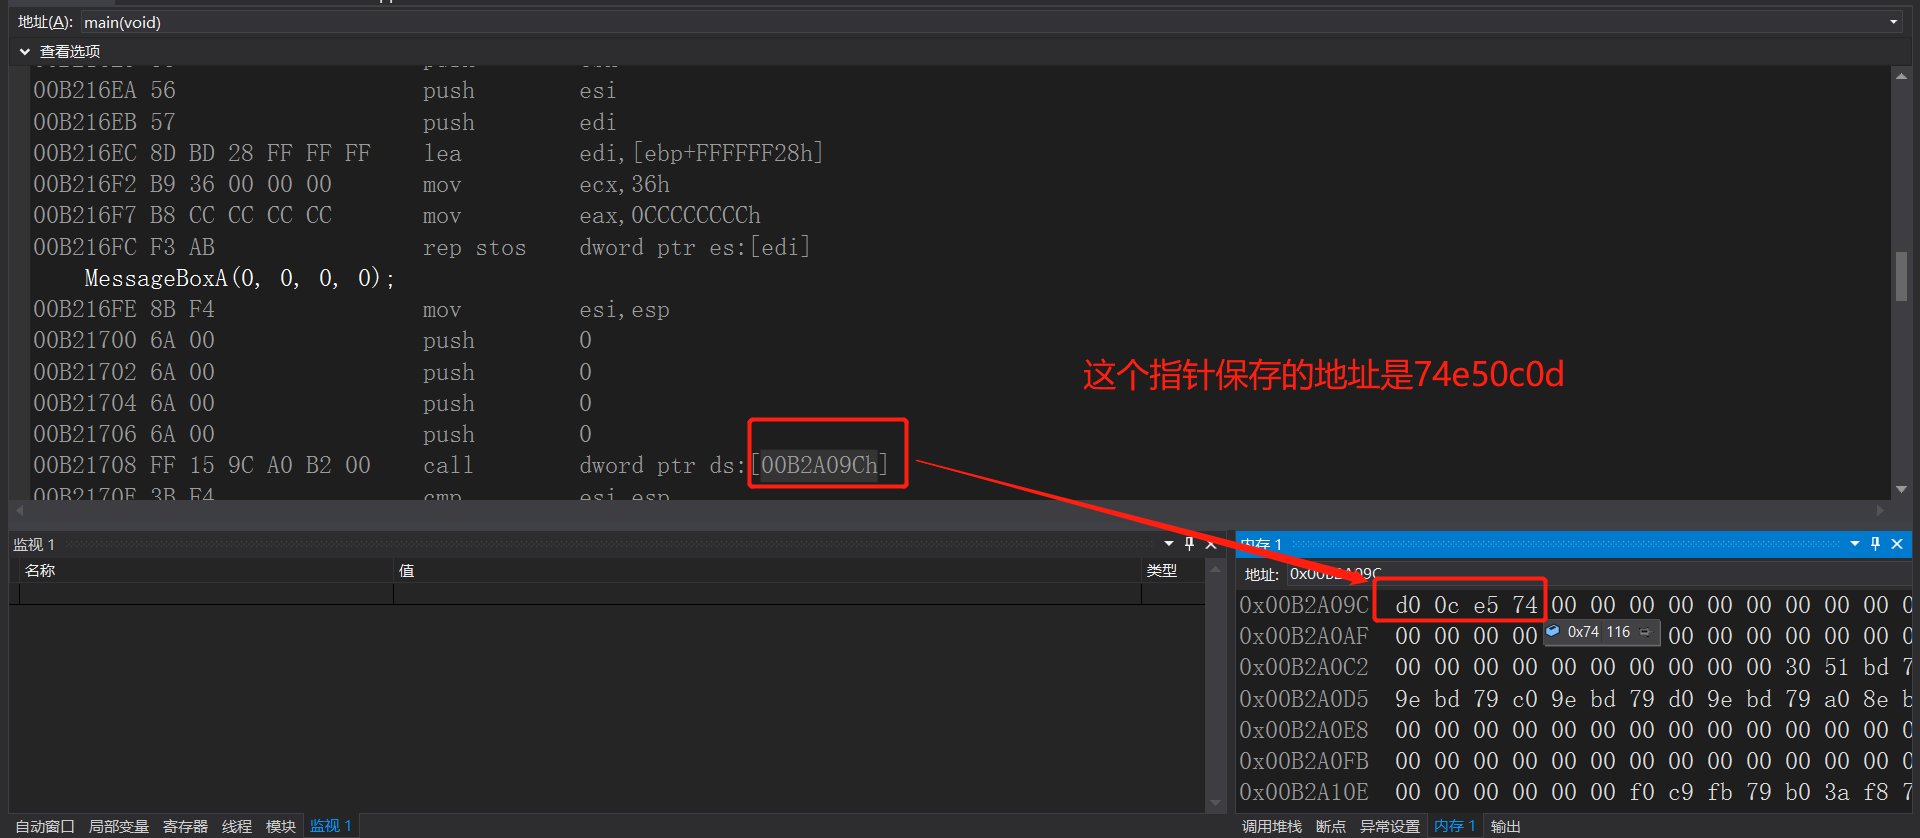 地址(A): main(void)
查看选项
00B216EA 56 push esi
00B216EB 57 push edi
00B216EC 8D BD 28 FF FF FF lea edi,[ebp+FFFFFF28h]
00B216F2 B9 36 00 00 00 mov ecx,36h
00B216F7 B8 CC CC CC CC mov eax,0CCCCCCCCh
00B216FC F3 AB rep stos dword ptr es:[edi]
MessageBoxA(0, 0, 0, 0);
00B216FE 8B F4 mov esi,esp
00B21700 6A 00 push 0
00B21702 6A 00 push 0
这个指针保存的地址是74e50c0d
00B21704 6A 00 push 0
00B21706 6A 00 push 0
00B21708 FF 15 9C A0 B2 00 call dword ptr ds:[00B2A09Ch]
00B2170E 3B F4 cmp esi,esp
监视 1
名称 值 类型
内存 1
地址: 0x00B2A09C
0x00B2A09C d0 0c e5 74 00 00 00 00 00 00 00 00 00
0x00B2A0AF 00 00 00 00 00 00 00 00 00 00
0x74 116
0x00B2A0C2 00 00 00 00 00 00 00 00 00 00 30 51 bd
0x00B2A0D5 9e bd 79 c0 9e bd 79 d0 9e bd 79 a0 8e
0x00B2A0E8 00 00 00 00 00 00 00 00 00 00 00 00 00
0x00B2A0FB 00 00 00 00 00 00 00 00 00 00 00 00 00
0x00B2A10E 00 00 00 00 00 00 f0 c9 fb 79 b0 3a f8
自动窗口 局部变量 寄存器 线程 模块 监视 1
调用堆栈 断点 异常设置 内存 1 输出